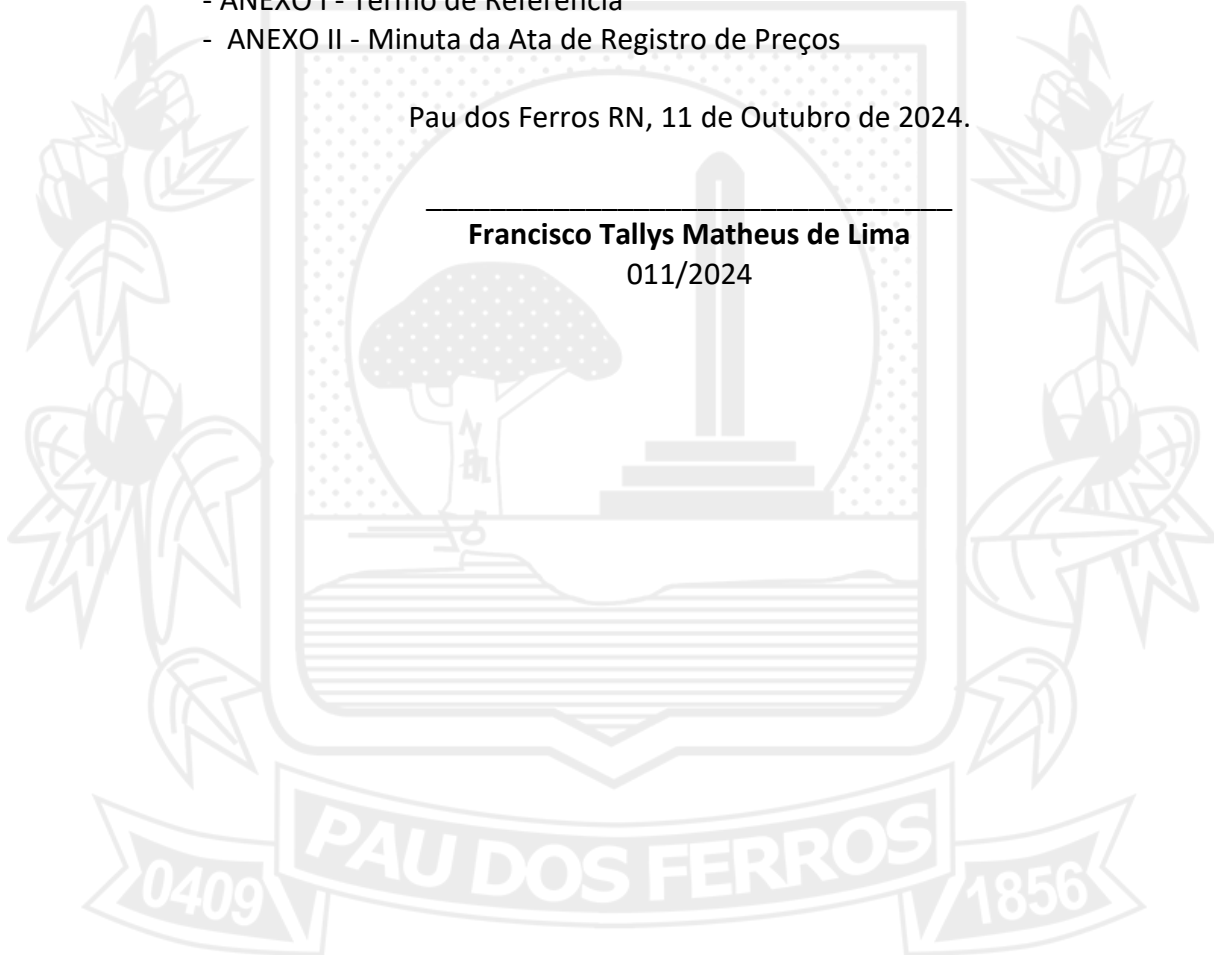 - ANEXO I - Termo de Referência
- ANEXO II - Minuta da Ata de Registro de Preços
Pau dos Ferros RN, 11 de Outubro de 2024.
_________________________________
Francisco Tallys Matheus de Lima
011/2024
PAU DOS FERROS
0409
1856